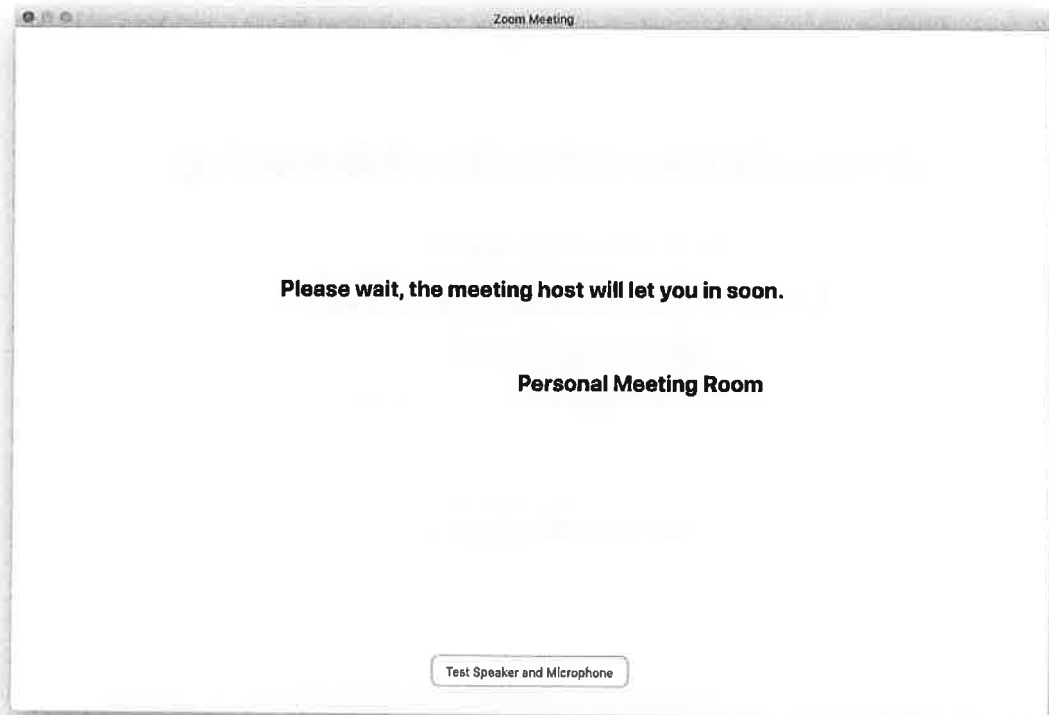 Zoom Meeting
Please wait, the meeting host will let you in soon.
Personal Meeting Room
Test Speaker and Microphone